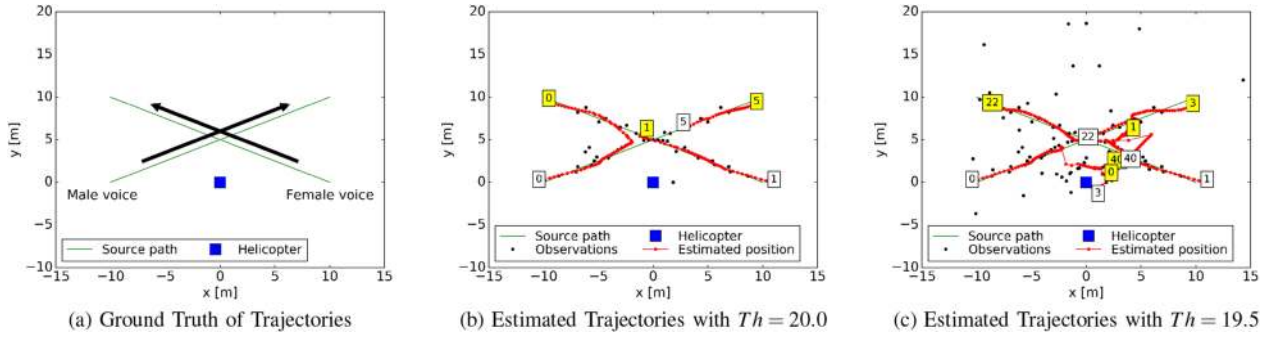 20
15
10
5
0
−5
−10
−15
−10
−5
0
5
10
15
y [m]
x [m]
Male voice
Female voice
Source path
Helicopter
(a) Ground Truth of Trajectories
20
15
10
5
0
−5
−10
−15
−10
−5
0
5
10
15
y [m]
x [m]
0
1
5
5
0
1
Source path
Helicopter
Observations
Estimated position
(b) Estimated Trajectories with Th = 20.0
20
15
10
5
0
−5
−10
−15
−10
−5
0
5
10
15
y [m]
x [m]
22
3
1
22
40
40
0
0
1
3
Source path
Helicopter
Observations
Estimated position
(c) Estimated Trajectories with Th = 19.5